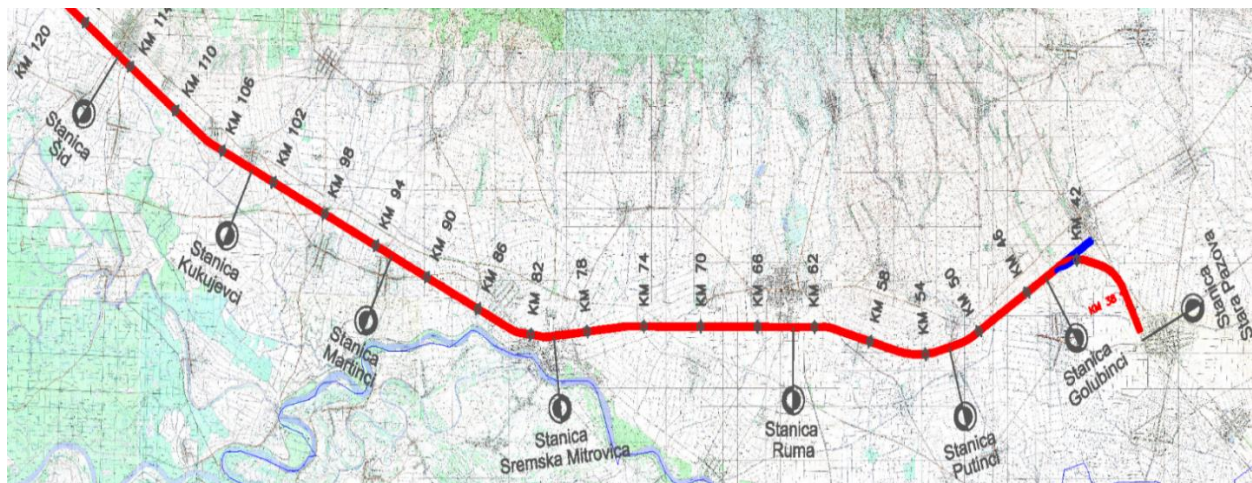 KM 120
KM 114
KM 110
KM 106
KM 102
KM 98
KM 94
KM 90
KM 86
KM 82
KM 78
KM 74
KM 70
KM 66
KM 62
KM 58
KM 54
KM 50
KM 46
KM 42
KM 38
Stanica
Šid
Stanica
Kukujevci
Stanica
Martinci
Stanica
Sremska Mitrovica
Stanica
Ruma
Stanica
Putinci
Stanica
Golubinci
Stanica
Stara Pazova